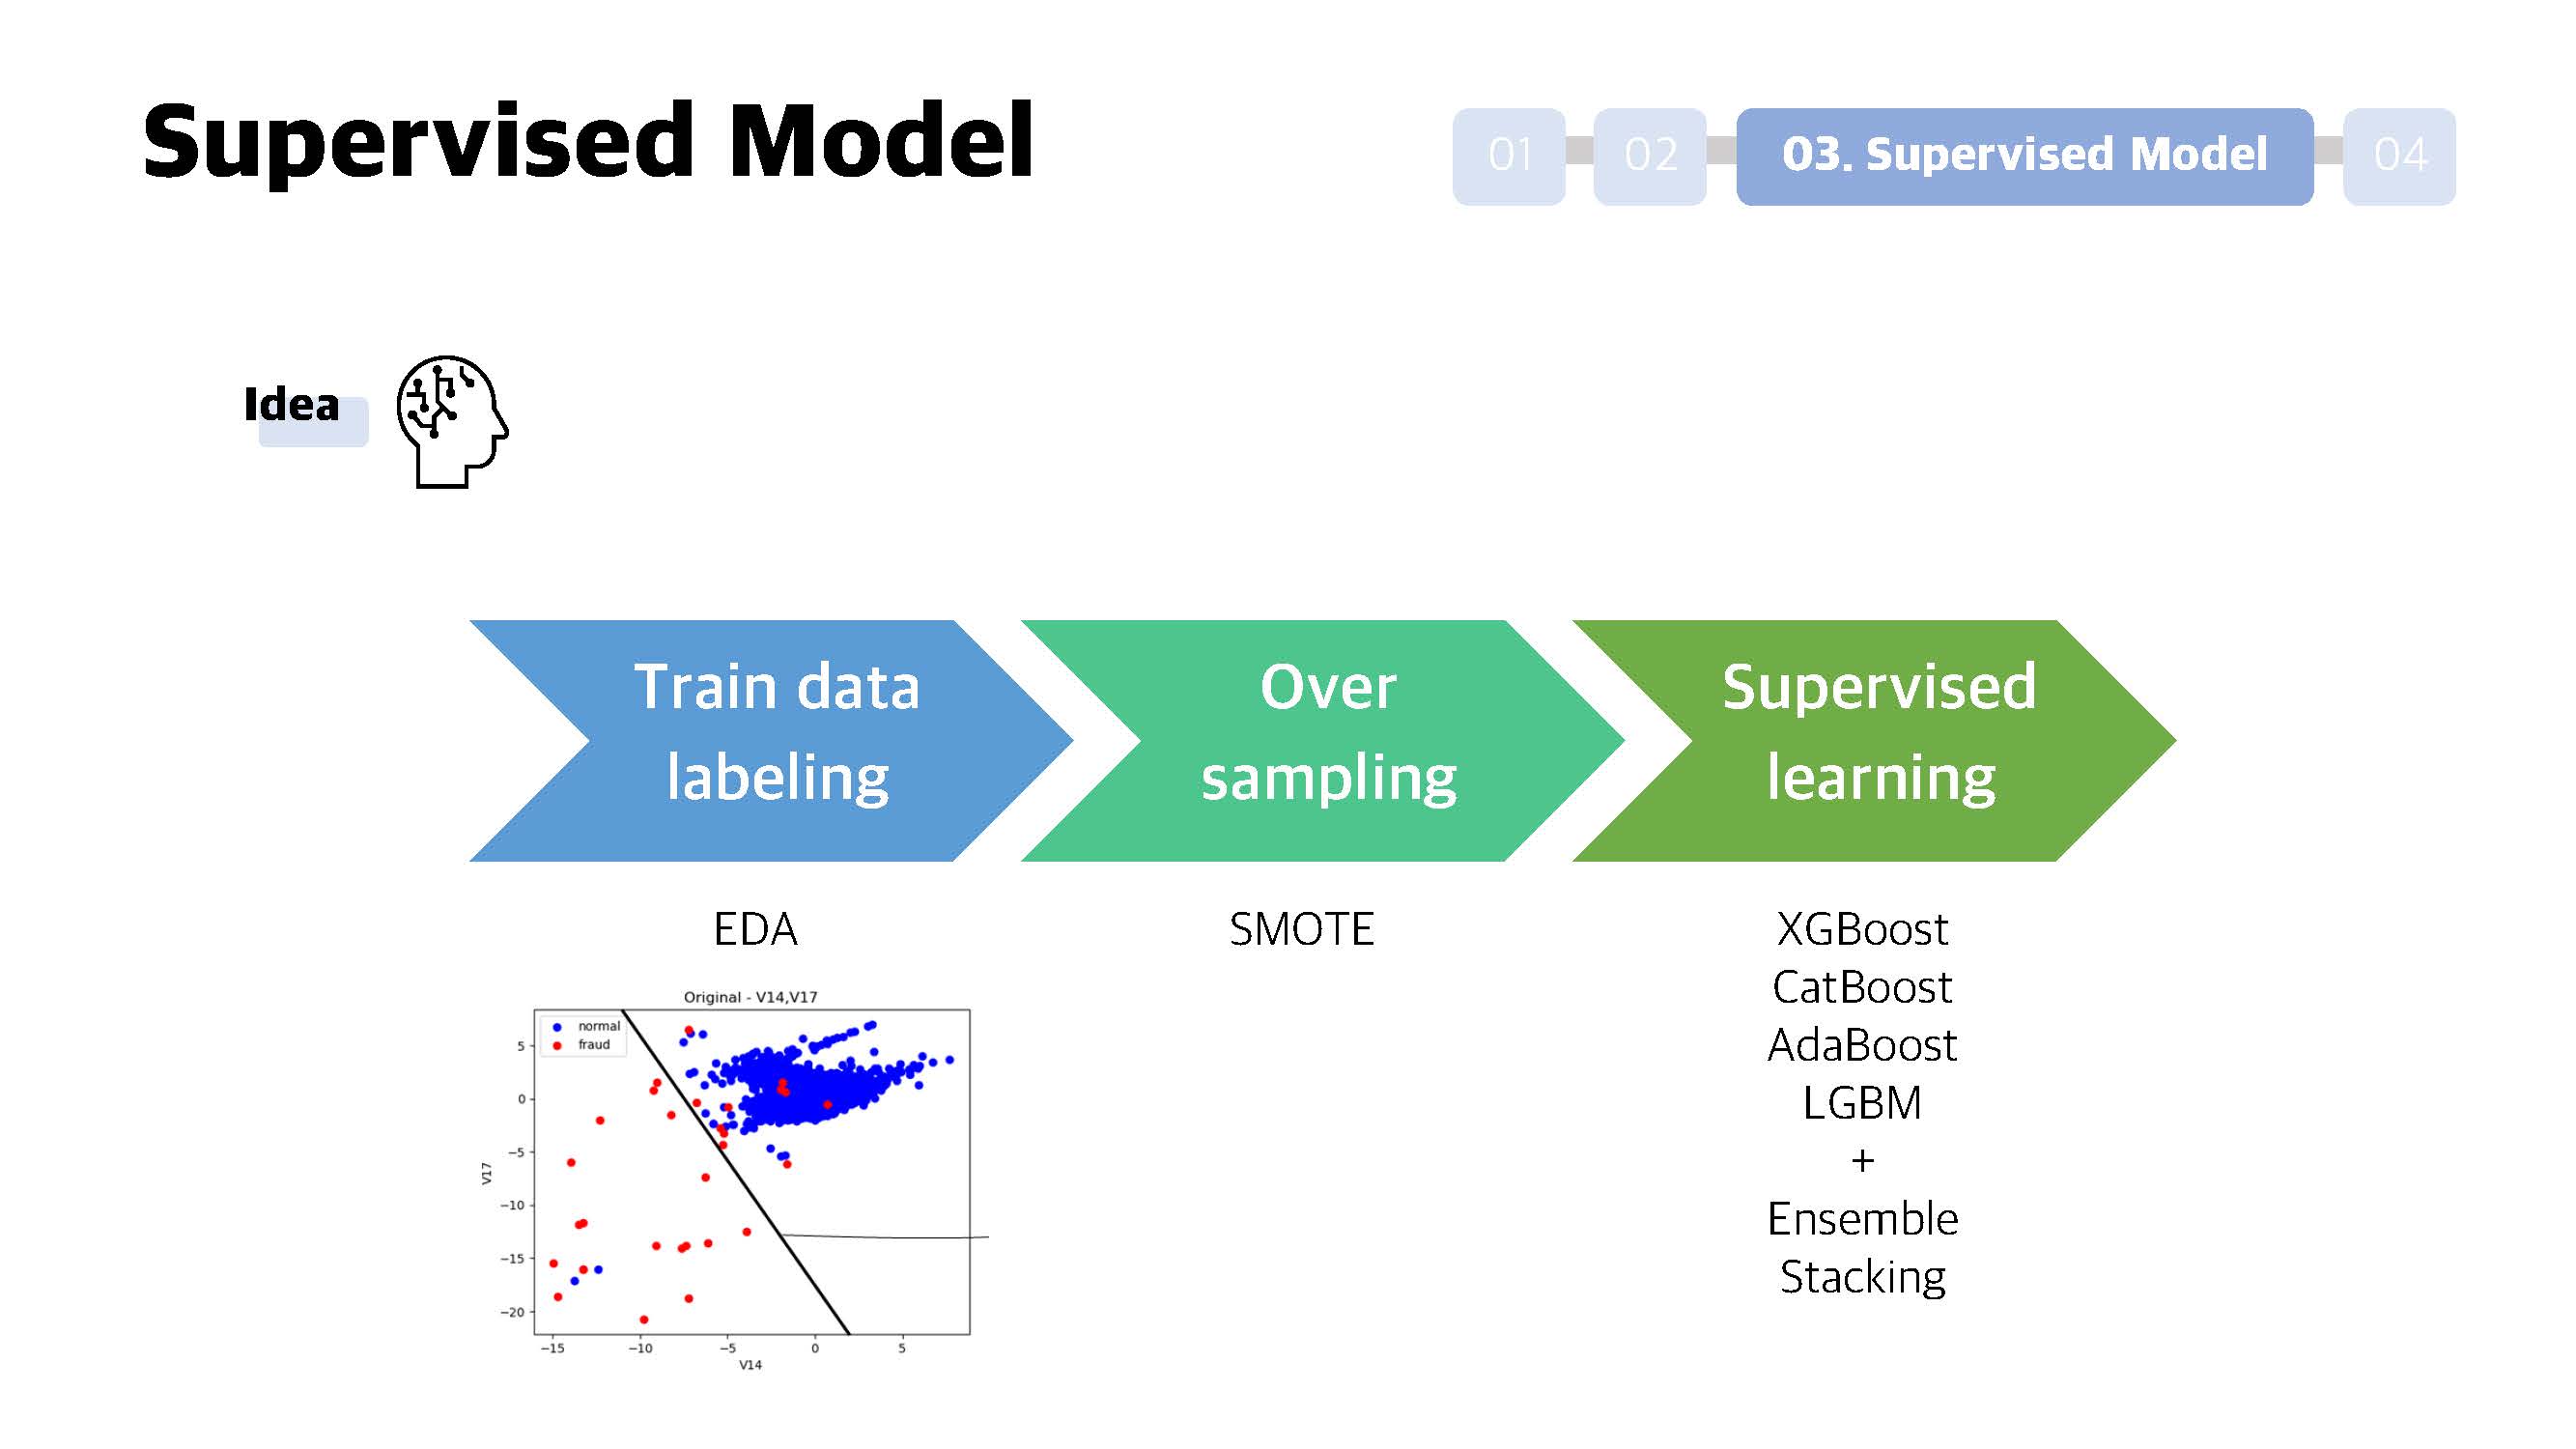 Supervised Model
01
02
03. Supervised Model
04
Idea
Train data
labeling
Over
sampling
Supervised
learning
EDA
SMOTE
XGBoost
CatBoost
AdaBoost
LGBM
+
Ensemble
Stacking
Original - V14,V17
normal
fraud
5
0
−5
−10
−15
−20
V17
−15
−10
−5
0
5
V14